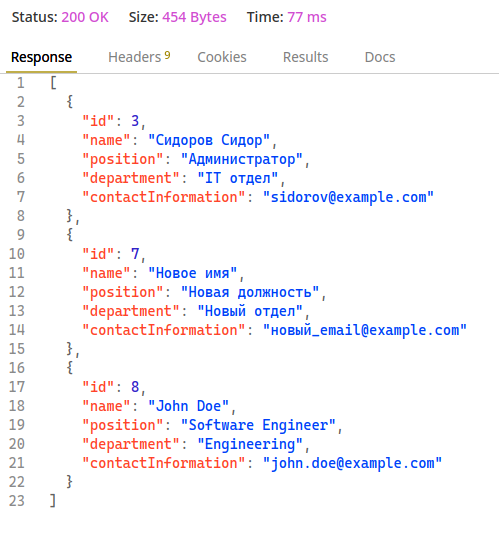 Status: 200 OK Size: 454 Bytes Time: 77 ms
Response Headers 9 Cookies Results Docs
1 [
2 {
3 "id": 3,
4 "name": "Сидоров Сидор",
5 "position": "Администратор",
6 "department": "IT отдел",
7 "contactInformation": "sidorov@example.com"
8 },
9 {
10 "id": 7,
11 "name": "Новое имя",
12 "position": "Новая должность",
13 "department": "Новый отдел",
14 "contactInformation": "новый_email@example.com"
15 },
16 {
17 "id": 8,
18 "name": "John Doe",
19 "position": "Software Engineer",
20 "department": "Engineering",
21 "contactInformation": "john.doe@example.com"
22 }
23 ]